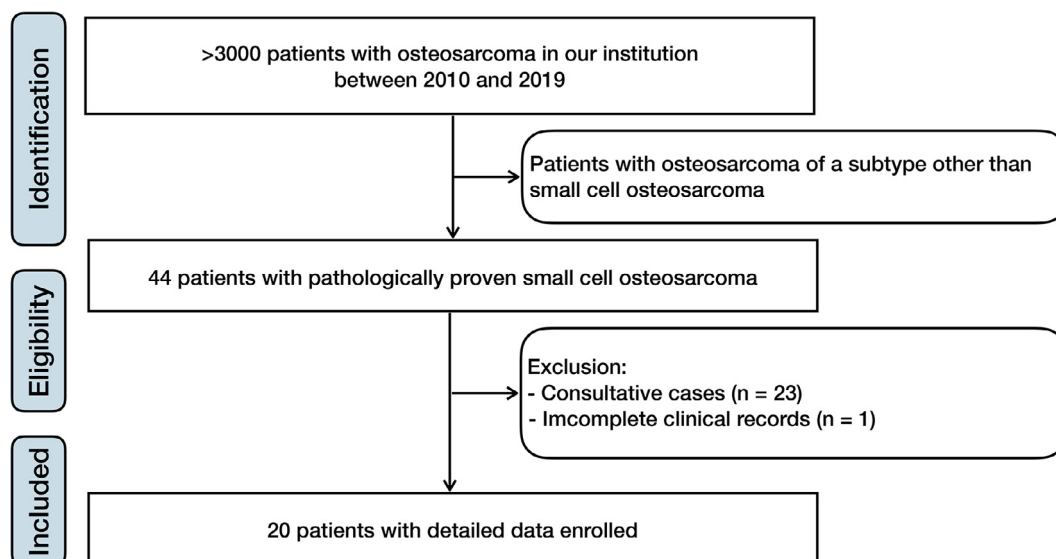 Identification
>3000 patients with osteosarcoma in our institution
between 2010 and 2019
Patients with osteosarcoma of a subtype other than
small cell osteosarcoma
44 patients with pathologically proven small cell osteosarcoma
Eligibility
Exclusion:
- Consultative cases (n = 23)
- Imcomplete clinical records (n = 1)
Included
20 patients with detailed data enrolled